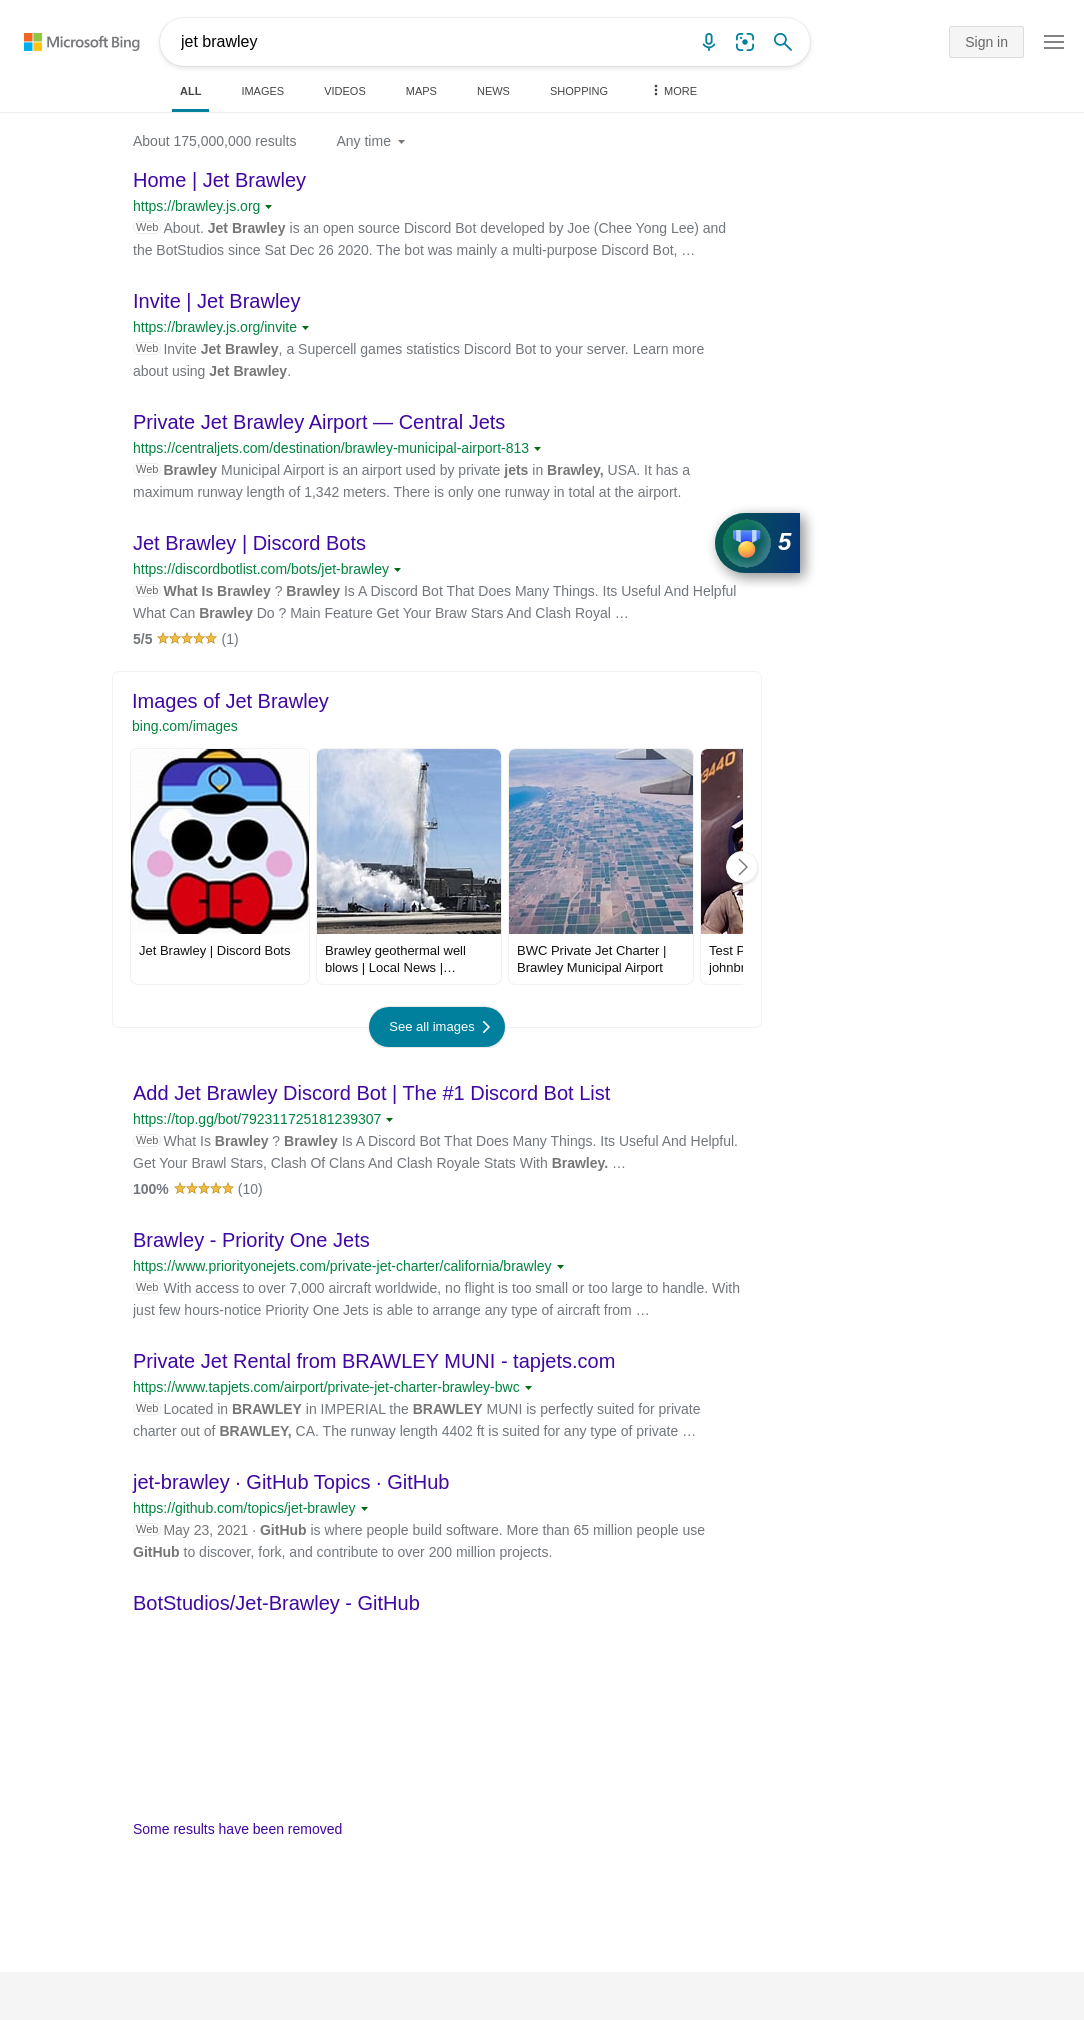 Microsoft Bing
jet brawley
Sign in
ALL
IMAGES
VIDEOS
MAPS
NEWS
SHOPPING
MORE
About 175,000,000 results
Any time
Home | Jet Brawley
https://brawley.js.org
Web About. Jet Brawley is an open source Discord Bot developed by Joe (Chee Yong Lee) and
the BotStudios since Sat Dec 26 2020. The bot was mainly a multi-purpose Discord Bot, …
Invite | Jet Brawley
https://brawley.js.org/invite
Web Invite Jet Brawley, a Supercell games statistics Discord Bot to your server. Learn more
about using Jet Brawley.
Private Jet Brawley Airport — Central Jets
https://centraljets.com/destination/brawley-municipal-airport-813
Web Brawley Municipal Airport is an airport used by private jets in Brawley, USA. It has a
maximum runway length of 1,342 meters. There is only one runway in total at the airport.
5
Jet Brawley | Discord Bots
https://discordbotlist.com/bots/jet-brawley
Web What Is Brawley ? Brawley Is A Discord Bot That Does Many Things. Its Useful And Helpful
What Can Brawley Do ? Main Feature Get Your Braw Stars And Clash Royal …
5/5 (1)
Images of Jet Brawley
bing.com/images
3440
Jet Brawley | Discord Bots
Brawley geothermal well
blows | Local News |…
BWC Private Jet Charter |
Brawley Municipal Airport
Test P
johnbr
See all images
Add Jet Brawley Discord Bot | The #1 Discord Bot List
https://top.gg/bot/792311725181239307
Web What Is Brawley ? Brawley Is A Discord Bot That Does Many Things. Its Useful And Helpful.
Get Your Brawl Stars, Clash Of Clans And Clash Royale Stats With Brawley. …
100% (10)
Brawley - Priority One Jets
https://www.priorityonejets.com/private-jet-charter/california/brawley
Web With access to over 7,000 aircraft worldwide, no flight is too small or too large to handle. With
just few hours-notice Priority One Jets is able to arrange any type of aircraft from …
Private Jet Rental from BRAWLEY MUNI - tapjets.com
https://www.tapjets.com/airport/private-jet-charter-brawley-bwc
Web Located in BRAWLEY in IMPERIAL the BRAWLEY MUNI is perfectly suited for private
charter out of BRAWLEY, CA. The runway length 4402 ft is suited for any type of private …
jet-brawley · GitHub Topics · GitHub
https://github.com/topics/jet-brawley
Web May 23, 2021 · GitHub is where people build software. More than 65 million people use
GitHub to discover, fork, and contribute to over 200 million projects.
BotStudios/Jet-Brawley - GitHub
Some results have been removed